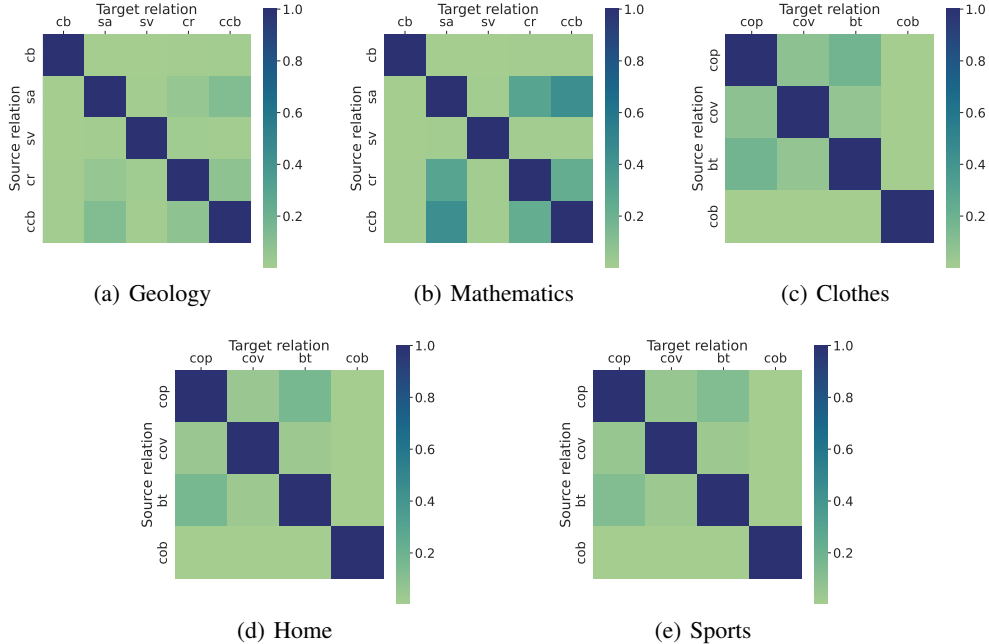 Target relation
cb sa sv cr ccb
Source relation
cb
sa
sv
cr
ccb
1.0
0.8
0.6
0.4
0.2
(a) Geology
Target relation
cb sa sv cr ccb
Source relation
cb
sa
sv
cr
ccb
1.0
0.8
0.6
0.4
0.2
(b) Mathematics
Target relation
cop cov bt cob
Source relation
cop
cov
bt
cob
1.0
0.8
0.6
0.4
0.2
(c) Clothes
Target relation
cop cov bt cob
Source relation
cop
cov
bt
cob
1.0
0.8
0.6
0.4
0.2
(d) Home
Target relation
cop cov bt cob
Source relation
cop
cov
bt
cob
1.0
0.8
0.6
0.4
0.2
(e) Sports